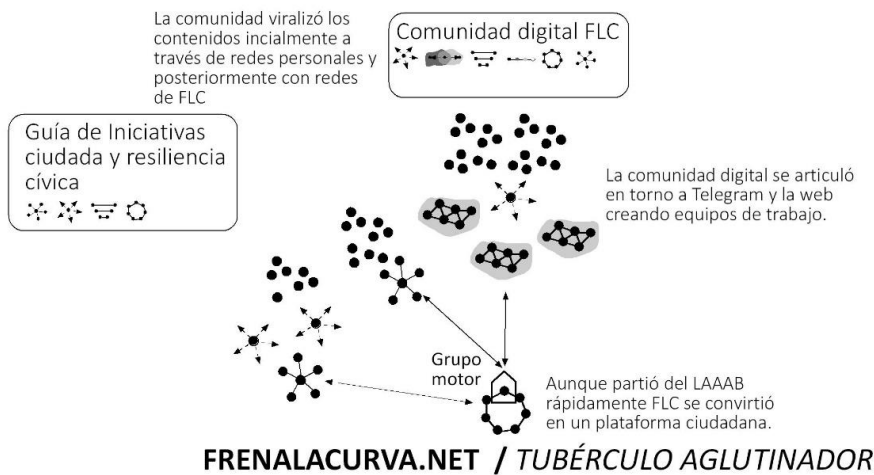 La comunidad viralizó los
contenidos incialmente a
través de redes personales y
posteriormente con redes
de FLC
Comunidad digital FLC
Guía de Iniciativas
ciudada y resiliencia
cívica
La comunidad digital se articuló
en torno a Telegram y la web
creando equipos de trabajo.
Grupo
motor
Aunque partió del LAAAB
rápidamente FLC se convirtió
en un plataforma ciudadana.
FRENALACURVA.NET / TUBÉRCULO AGLUTINADOR